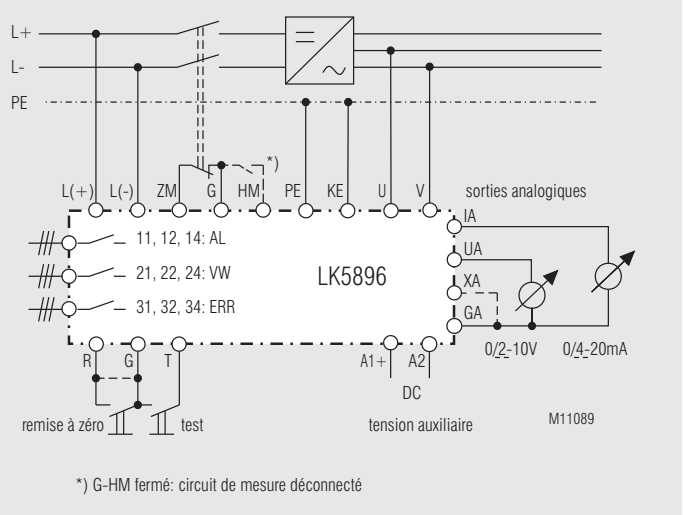 L+
L-
PE
*)
L(+) L(-) ZM G HM PE KE U V sorties analogiques
IA
11, 12, 14: AL
UA
21, 22, 24: VW
LK5896
XA
31, 32, 34: ERR
GA
0/2-10V 0/4-20mA
R G T A1+ A2
DC
remise à zéro test tension auxiliaire M11089
*) G-HM fermé: circuit de mesure déconnecté